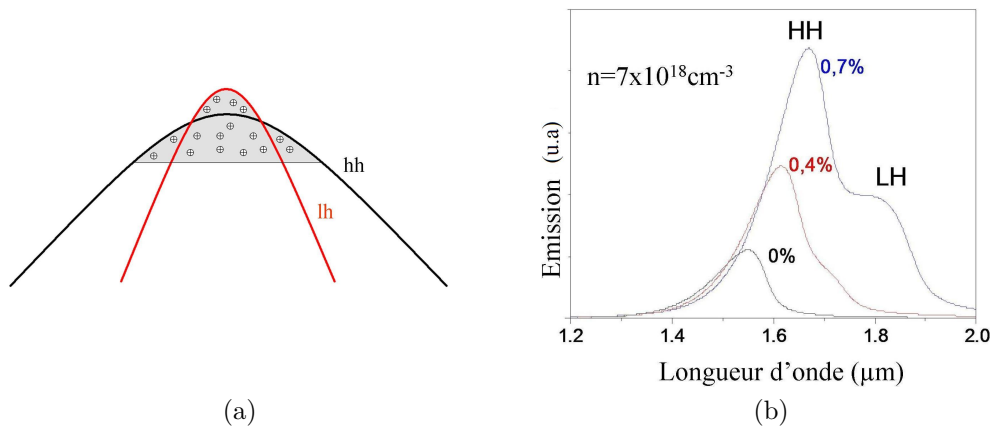 hh
lh
(a)
HH
0,7%
n=7x10¹⁸cm⁻³
0,4%
LH
0%
Emission (u.a)
1.2 1.4 1.6 1.8 2.0
Longueur d’onde (µm)
(b)